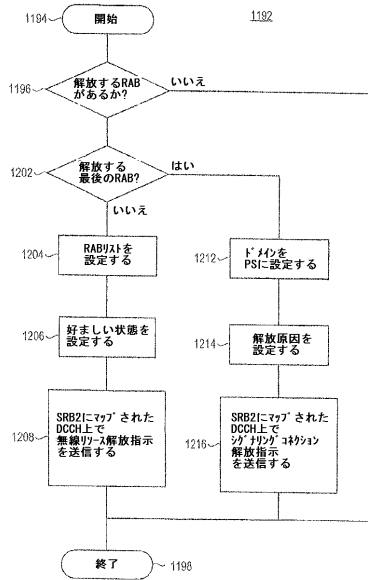 1194
開始
1192
1196
解放するRAB
があるか?
いいえ
1202
解放する
最後のRAB?
はい
いいえ
1204
RABﾘｽﾄを
設定する
1212
ﾄﾞﾒｲﾝを
PSに設定する
1206
好ましい状態を
設定する
1214
解放原因を
設定する
1208
SRB2にﾏｯﾌﾟされた
DCCH上で
無線ﾘｿｰｽ解放指示
を送信する
1216
SRB2にﾏｯﾌﾟされた
DCCH上で
ｼｸﾞﾅﾘﾝｸﾞｺﾈｸｼｮﾝ
解放指示
を送信する
終了
1198